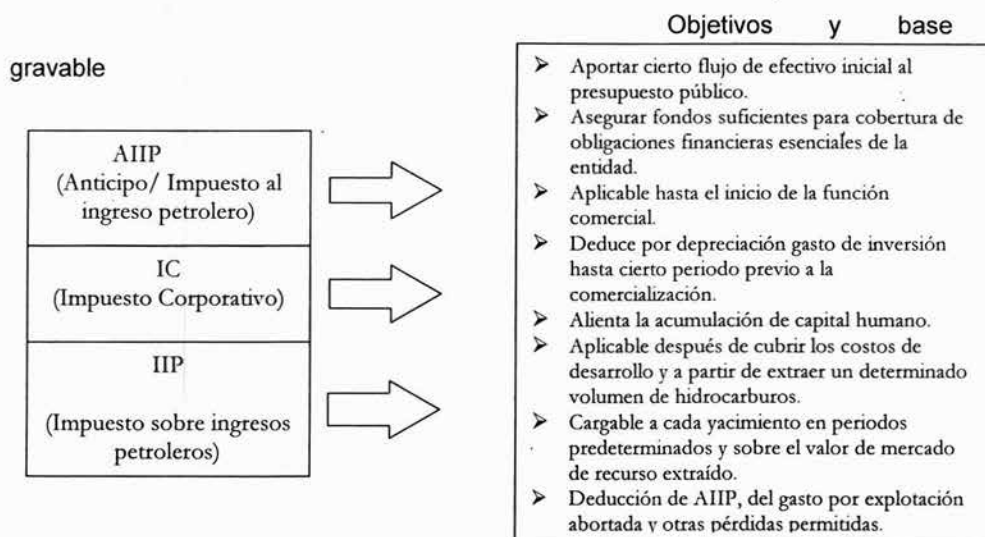 Objetivos y base
gravable
AIIP
(Anticipo/ Impuesto al
ingreso petrolero)
IC
(Impuesto Corporativo)
IIP
(Impuesto sobre ingresos
petroleros)
➢ Aportar cierto flujo de efectivo inicial al
presupuesto público.
➢ Asegurar fondos suficientes para cobertura de
obligaciones financieras esenciales de la
entidad.
➢ Aplicable hasta el inicio de la función
comercial.
➢ Deduce por depreciación gasto de inversión
hasta cierto periodo previo a la
comercialización.
➢ Alienta la acumulación de capital humano.
➢ Aplicable después de cubrir los costos de
desarrollo y a partir de extraer un determinado
volumen de hidrocarburos.
➢ Cargable a cada yacimiento en periodos
predeterminados y sobre el valor de mercado
de recurso extraído.
➢ Deducción de AIIP, del gasto por explotación
abortada y otras pérdidas permitidas.